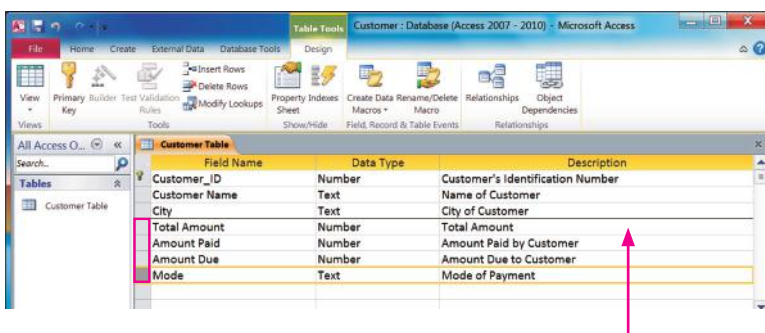 Table Tools
Customer : Database (Access 2007 - 2010) - Microsoft Access
File Home Create External Data Database Tools Design
Insert Rows
Delete Rows
Modify Lookups
View Primary Key Builder Test Validation Rules Property Sheet Indexes Create Data Macros Rename/Delete Macro Relationships Object Dependencies
Views Tools Show/Hide Field, Record & Table Events Relationships
All Access O... «
Customer Table
Search..
Tables
Customer Table
Field Name Data Type Description
Customer_ID Number Customer's Identification Number
Customer Name Text Name of Customer
City Text City of Customer
Total Amount Number Total Amount
Amount Paid Number Amount Paid by Customer
Amount Due Number Amount Due to Customer
Mode Text Mode of Payment